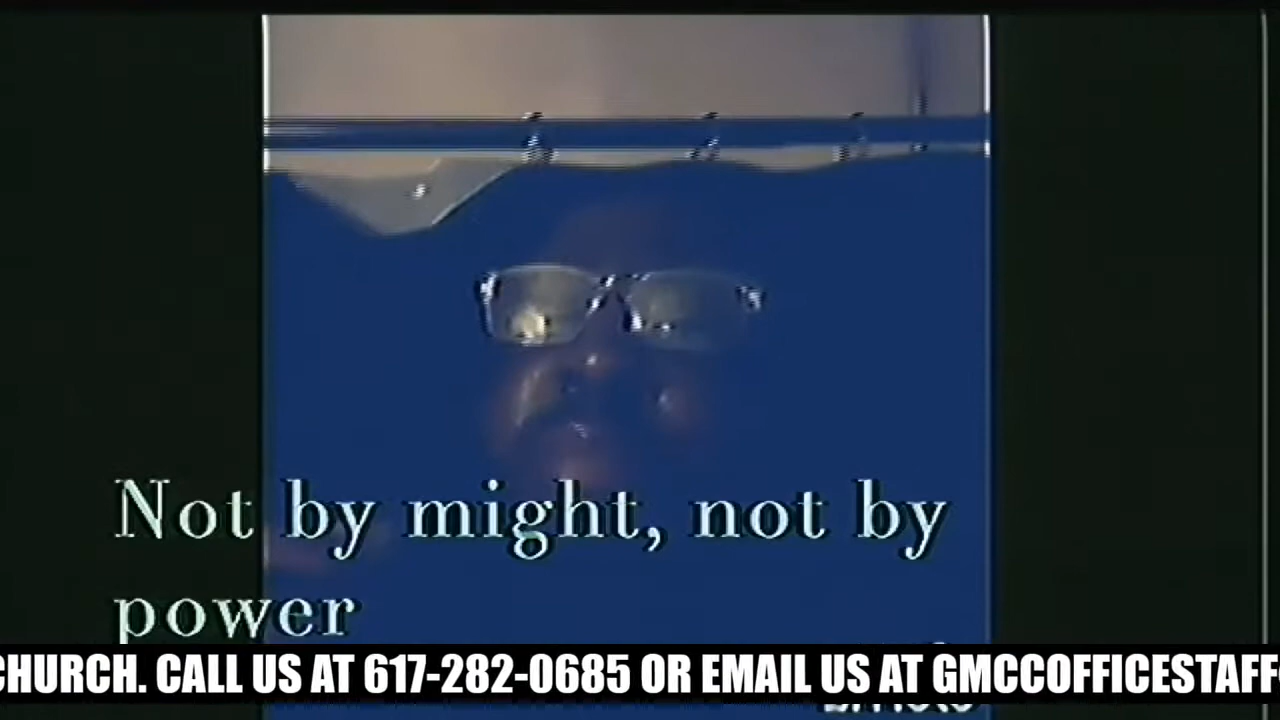 Not by might, not by
power
CHURCH. CALL US AT 617-282-0685 OR EMAIL US AT GMCCOFFICESTAFF